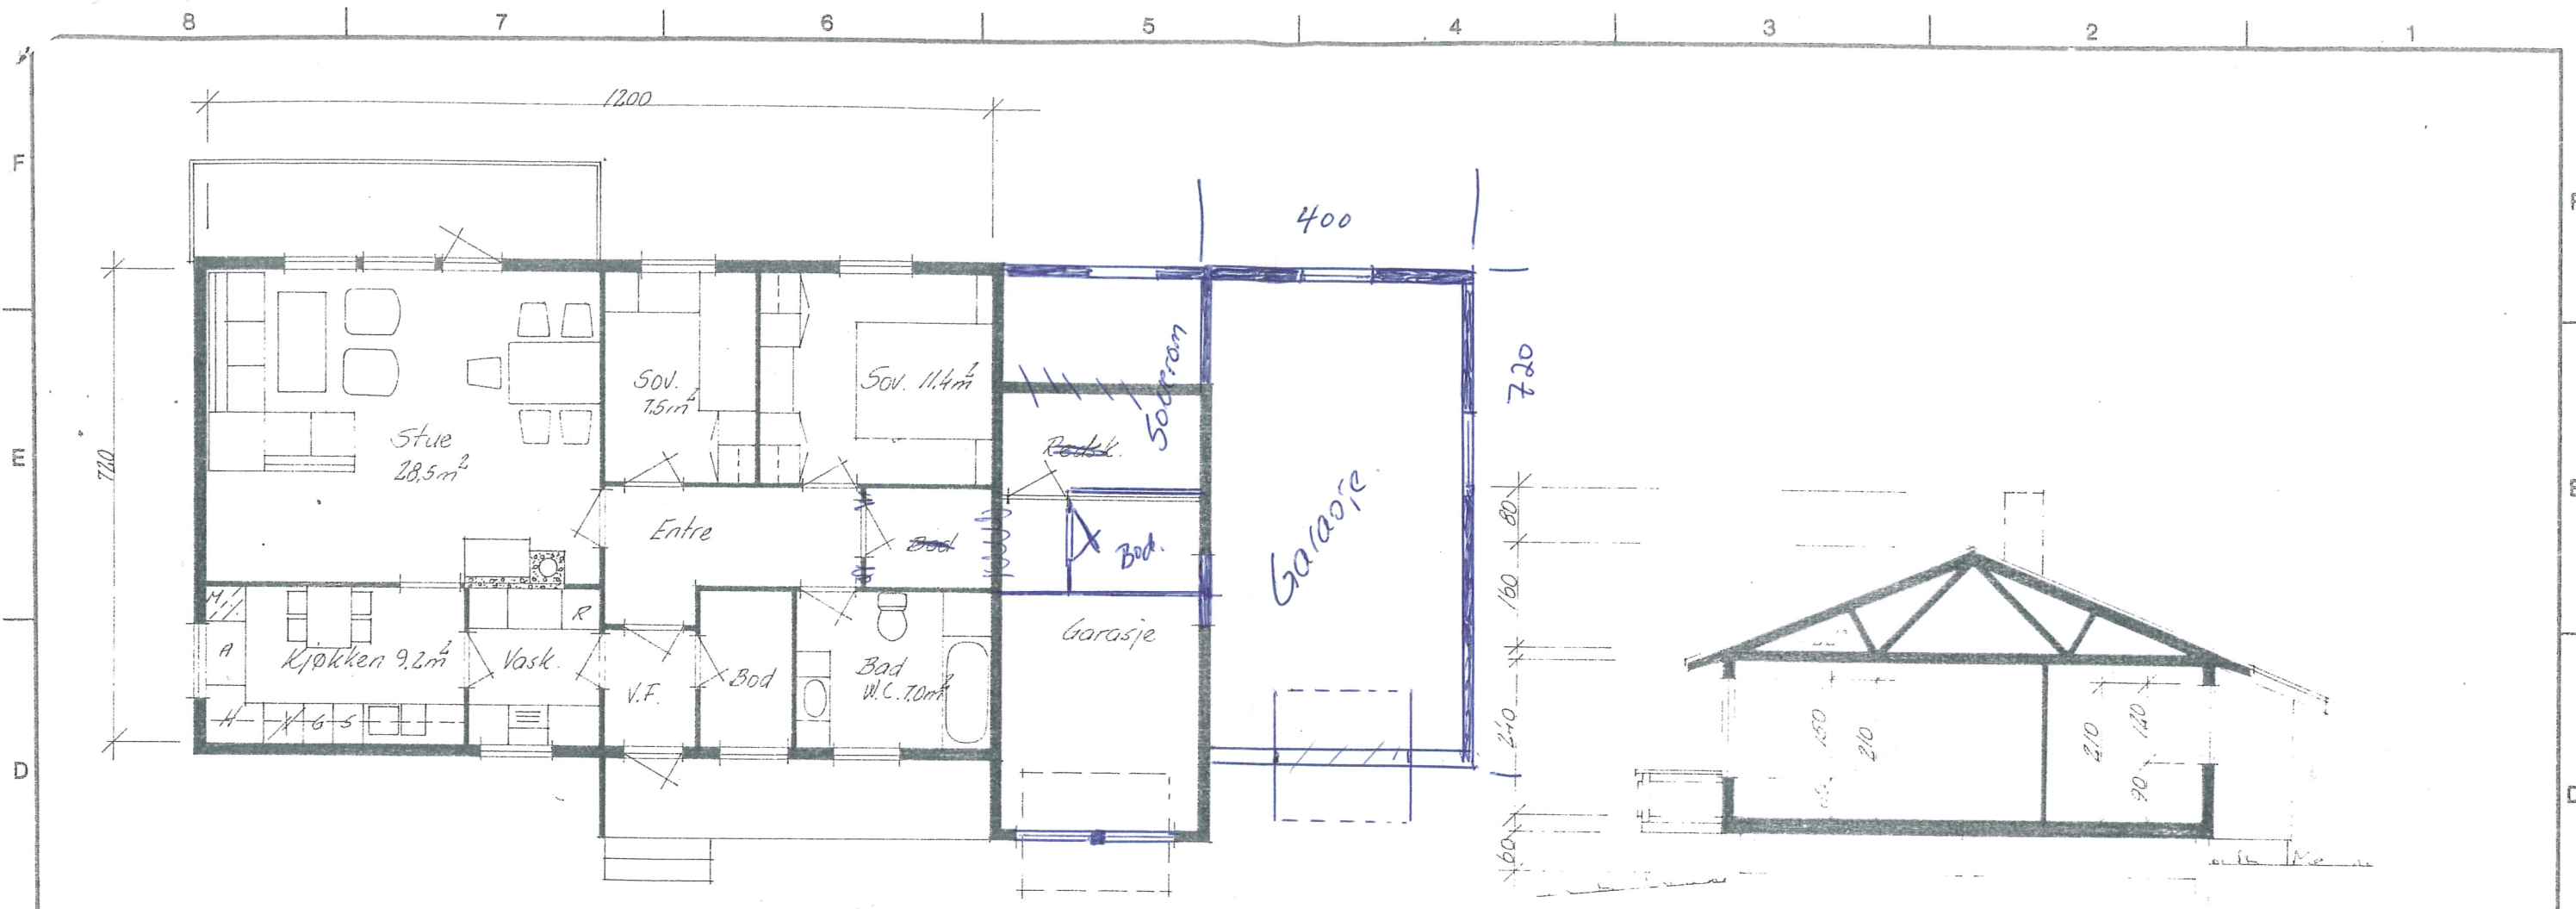 8 7 6 5 4 3 2 1
F
E
D
1200
400
720
720
Stue
28,5m²
Sov.
7,5m²
Sov. 11.4m²
Redsk.
Soverom
Entre
Bod
Bod.
Garasje
Garasje
M
A
Kjøkken 9.2m²
H K G S
Vask.
R
V.F.
Bod
Bad
W.C. 7.0m²
80
160
240
60
150
210
210
120
90